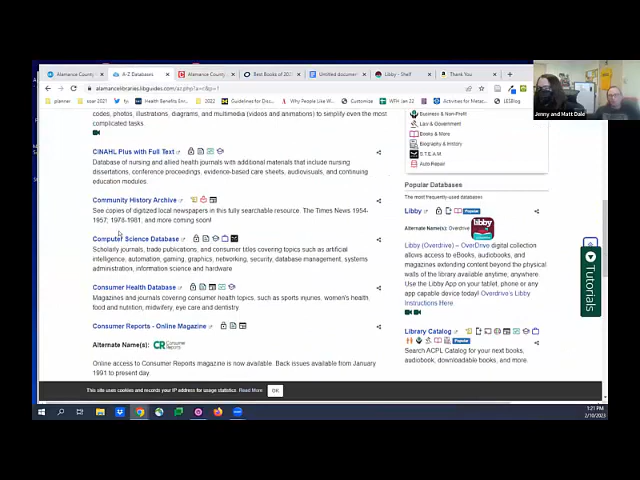 Alamance County
A-Z Databases
Alamance County
Best Books of 202
Untitled document
Libby - Shelf
Thank You
alamancelibraries.libguides.com/az.php?a=
planner
soar 2021
tv
Health Benefits En
2022
Guidelines for Disc
Why People Like W
Customize
WFH Jan 22
Activities for Metac
LESBlog
Jenny and Matt Dale
codes, photos, illustrations, diagrams, and multimedia (videos and animations) to simplify even the most
complicated tasks
CINAHL Plus with Full Text
Database of nursing and allied health journals with additional materials that include nursing
dissertations, conference proceedings, evidence-based care sheets, audiovisuals, and continuing
education modules.
Community History Archive
See copies of digitized local newspapers in this fully searchable resource. The Times News 1954-
1957; 1978-1981, and more coming soon!
Computer Science Database
Scholarly journals, trade publications, and consumer titles covering topics such as artificial
intelligence, automation, gaming, graphics, networking, security, database management, systems
administration, information science and hardware
Consumer Health Database
Magazines and journals covering consumer health topics, such as sports injuries, women's health,
food and nutrition, midwifery, eye care and dentistry
Consumer Reports - Online Magazine
Alternate Name(s): CR Consumer Reports
Online access to Consumer Reports magazine is now available. Back issues available from January
1991 to present day
Business & Non-Profit
Law & Government
Books & More
Biography & History
S.T.E.A.M
Auto Repair
Popular Databases
The most frequently-used databases
Libby
Popular
Alternate Name(s): Overdrive
Libby
Libby (Overdrive) – OverDrive digital collection
allows access to eBooks, audiobooks, and
magazines extending content beyond the physical
walls of the library available anytime, anywhere.
Use the Libby App on your tablet, phone or any
app capable device today! Overdrive's Libby
Instructions Here
Library Catalog
Popular
Search ACPL Catalog for your next books,
audiobook, downloadable books, and more.
Tutorials
This site uses cookies and records your IP address for usage statistics. Read More
OK
1:21 PM
2/10/2023